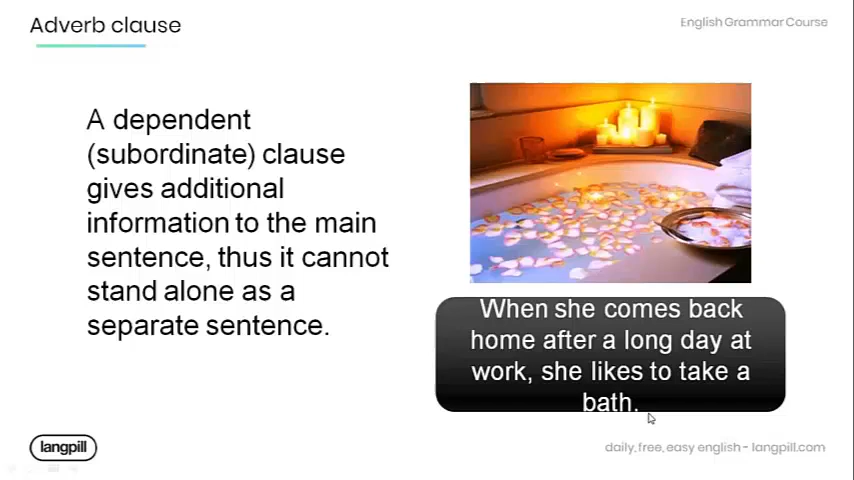 Adverb clause
English Grammar Course
A dependent
(subordinate) clause
gives additional
information to the main
sentence, thus it cannot
stand alone as a
separate sentence.
When she comes back
home after a long day at
work, she likes to take a
bath.
langpill
daily, free, easy english - langpill.com